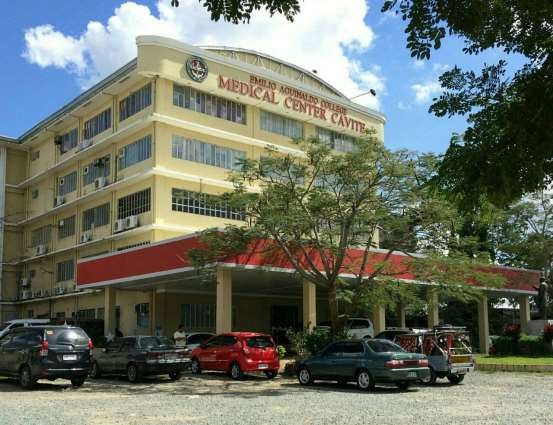 EMILIO AGUINALDO COLLEGE
MEDICAL CENTER CAVITE